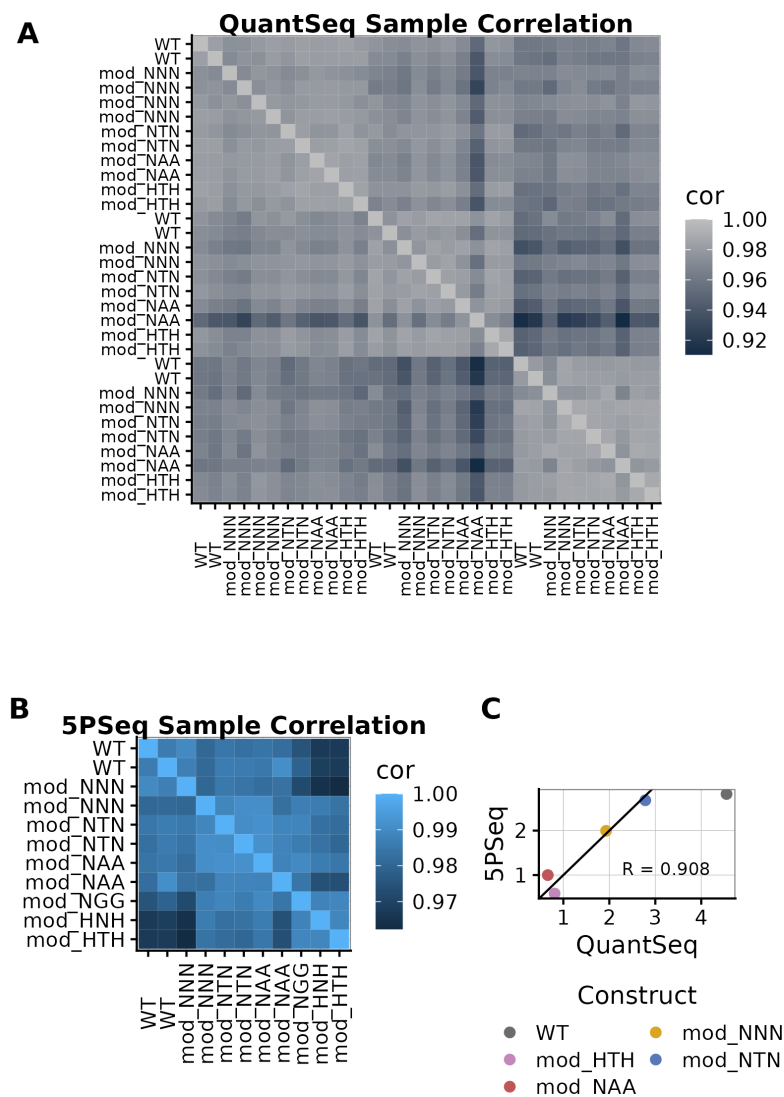 A
QuantSeq Sample Correlation
WT
WT
mod_NNN
mod_NNN
mod_NNN
mod_NNN
mod_NTN
mod_NTN
mod_NAA
mod_NAA
mod_HTH
mod_HTH
WT
WT
mod_NNN
mod_NNN
mod_NTN
mod_NTN
mod_NAA
mod_NAA
mod_HTH
mod_HTH
WT
WT
mod_NNN
mod_NNN
mod_NTN
mod_NTN
mod_NAA
mod_NAA
mod_HTH
mod_HTH
WT
WT
mod_NNN
mod_NNN
mod_NNN
mod_NNN
mod_NTN
mod_NTN
mod_NAA
mod_NAA
mod_HTH
mod_HTH
WT
WT
mod_NNN
mod_NNN
mod_NTN
mod_NTN
mod_NAA
mod_NAA
mod_HTH
mod_HTH
WT
WT
mod_NNN
mod_NNN
mod_NTN
mod_NTN
mod_NAA
mod_NAA
mod_HTH
mod_HTH
cor
1.00
0.98
0.96
0.94
0.92
B
5PSeq Sample Correlation
WT
WT
mod_NNN
mod_NNN
mod_NTN
mod_NTN
mod_NAA
mod_NAA
mod_NGG
mod_HNH
mod_HTH
WT
WT
mod_NNN
mod_NNN
mod_NTN
mod_NTN
mod_NAA
mod_NAA
mod_NGG
mod_HNH
mod_HTH
cor
1.00
0.99
0.98
0.97
C
5PSeq
2
1
R = 0.908
1 2 3 4
QuantSeq
Construct
WT
mod_HTH
mod_NAA
mod_NNN
mod_NTN